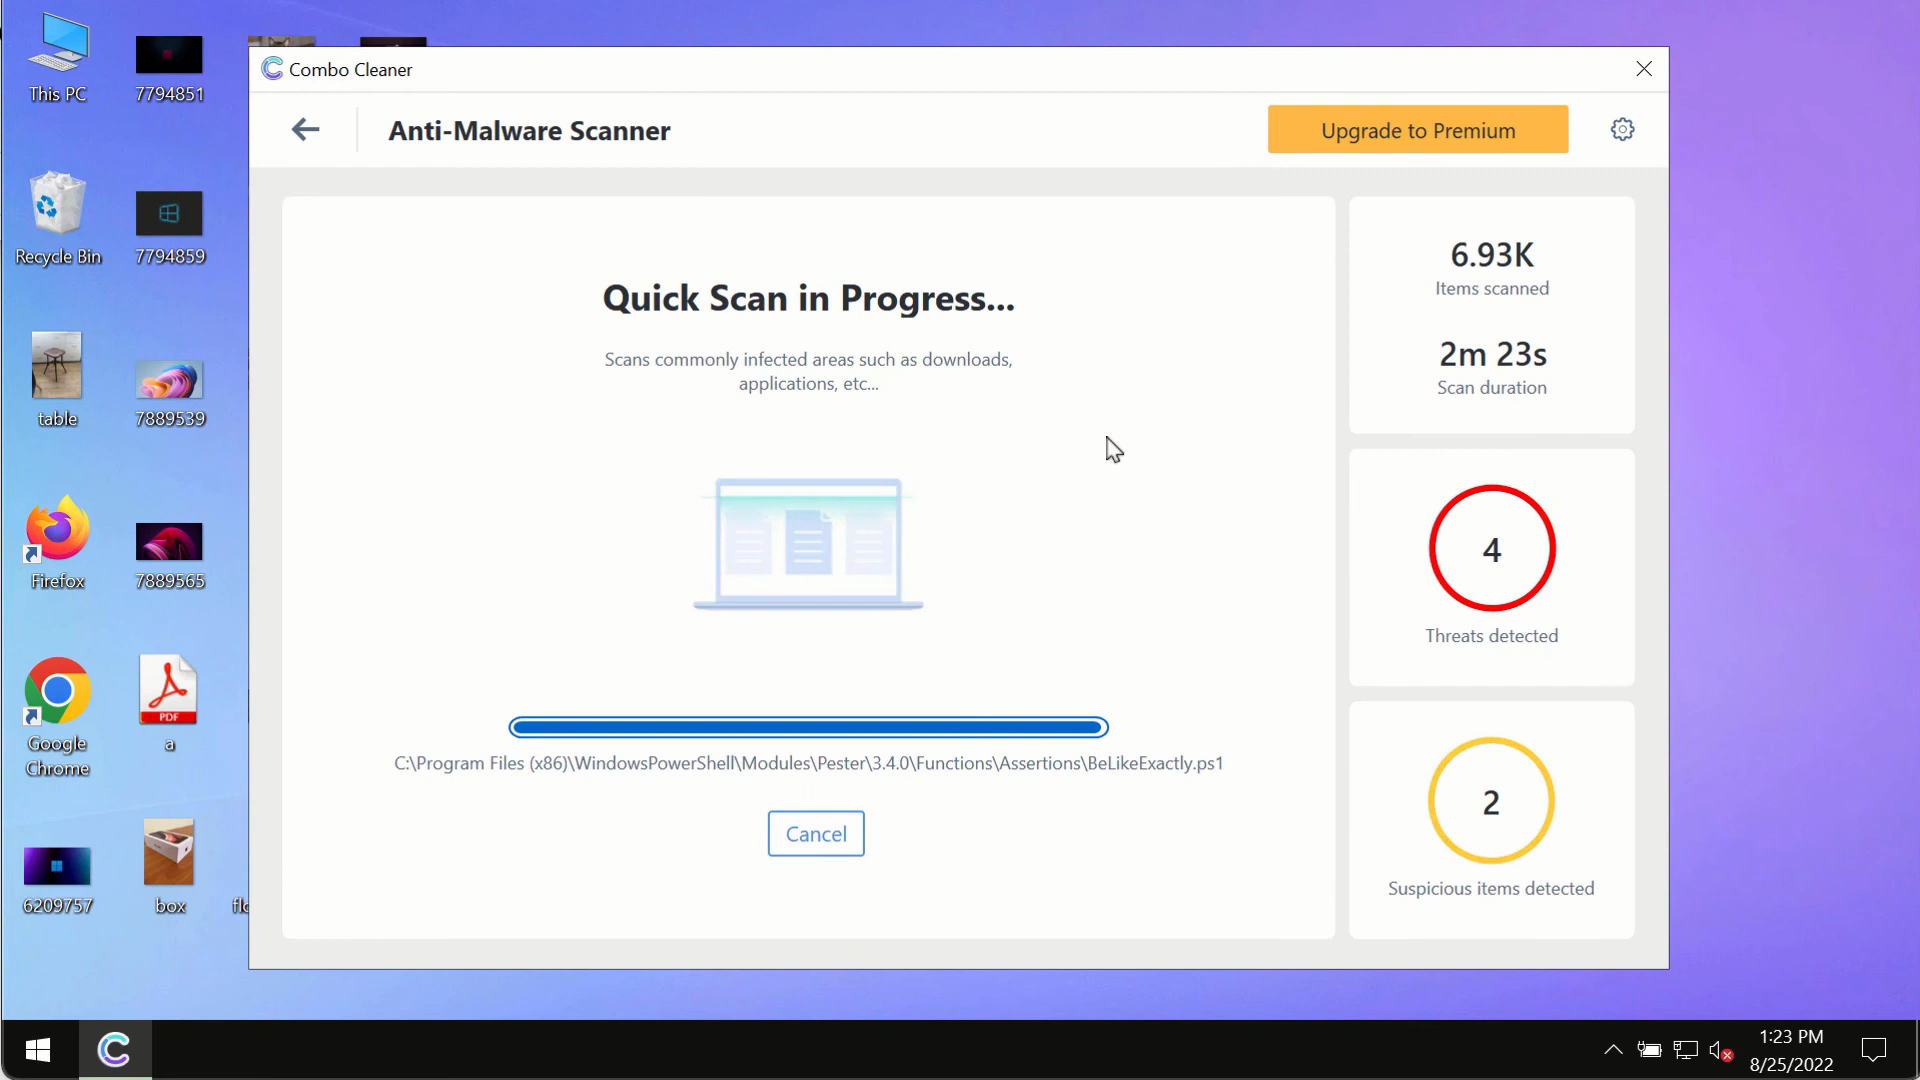 This PC
7794851
Recycle Bin
7794859
table
7889539
Firefox
7889565
Google
Chrome
PDF
a
6209757
box
Combo Cleaner
Anti-Malware Scanner
Upgrade to Premium
Quick Scan in Progress...
Scans commonly infected areas such as downloads,
applications, etc...
C:\Program Files (x86)\WindowsPowerShell\Modules\Pester\3.4.0\Functions\Assertions\BeLikeExactly.ps1
Cancel
6.93K
Items scanned
2m 23s
Scan duration
4
Threats detected
2
Suspicious items detected
1:23 PM
8/25/2022